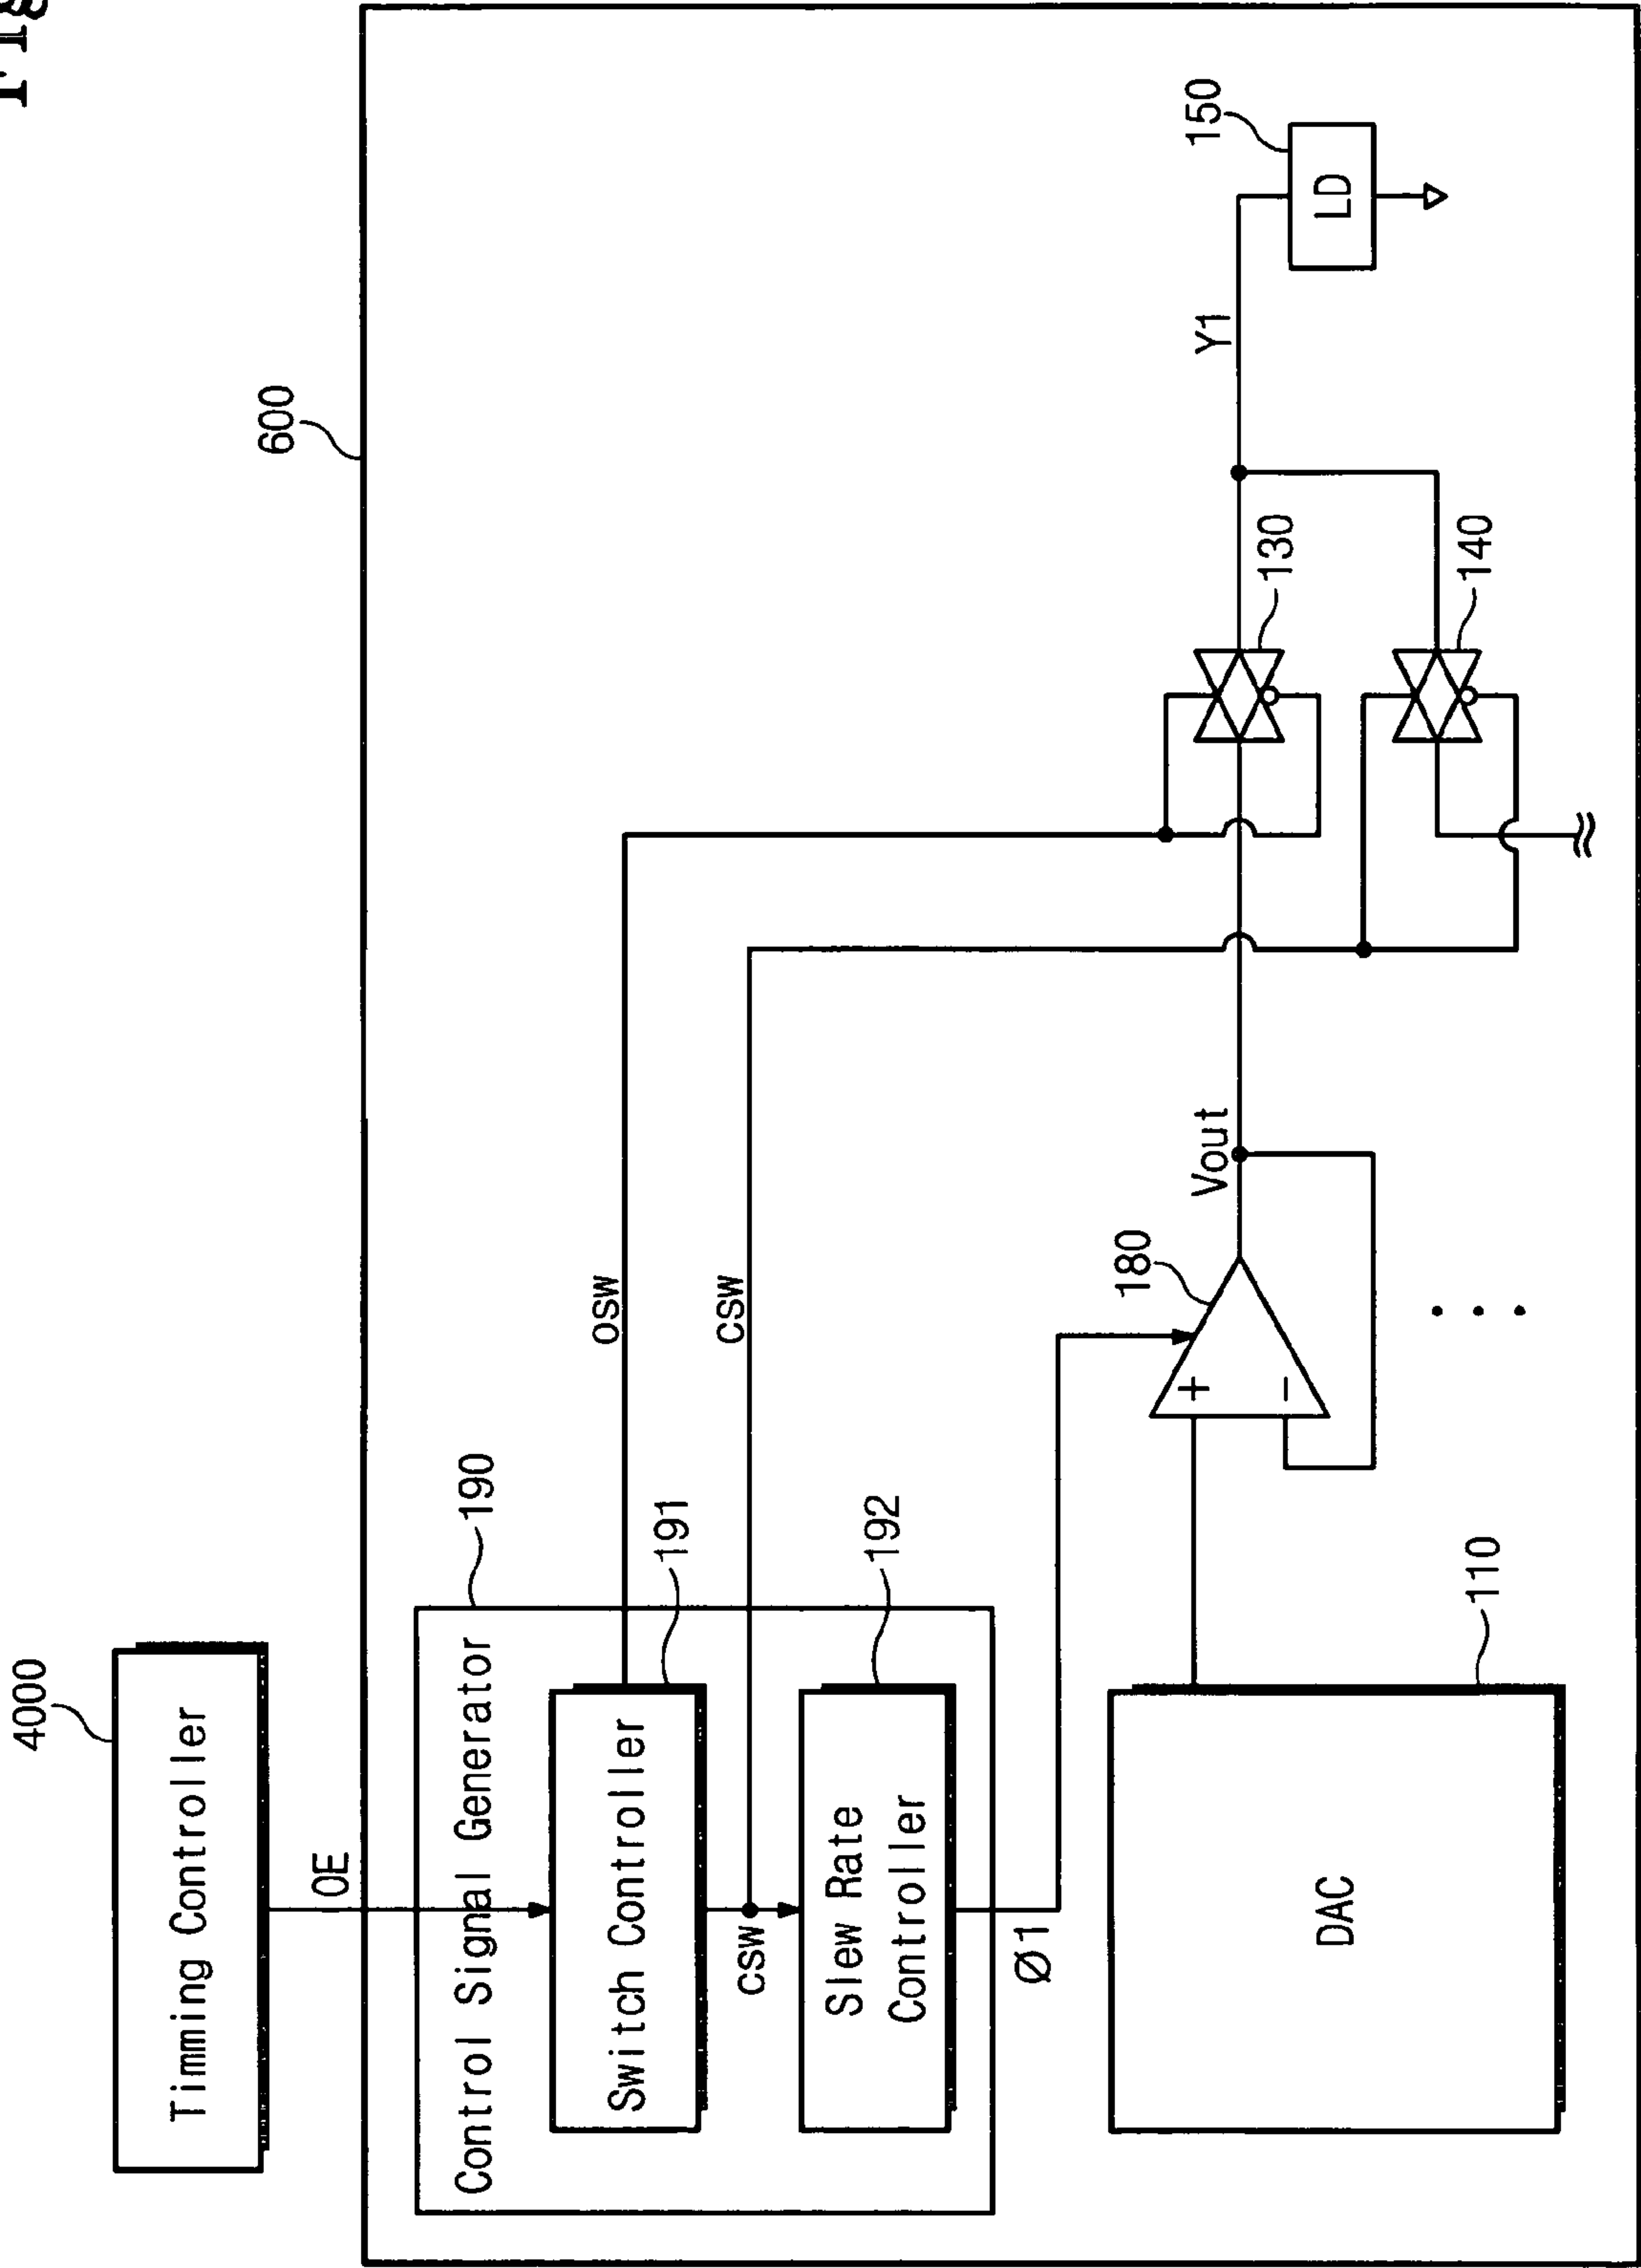 Fig
4000
Timming Controller
OE
600
190
Control Signal Generator
Switch Controller
191
osw
csw
csw
Slew Rate
Controller
192
Ø1
180
+
-
Vout
Y1
150
LD
130
140
110
DAC